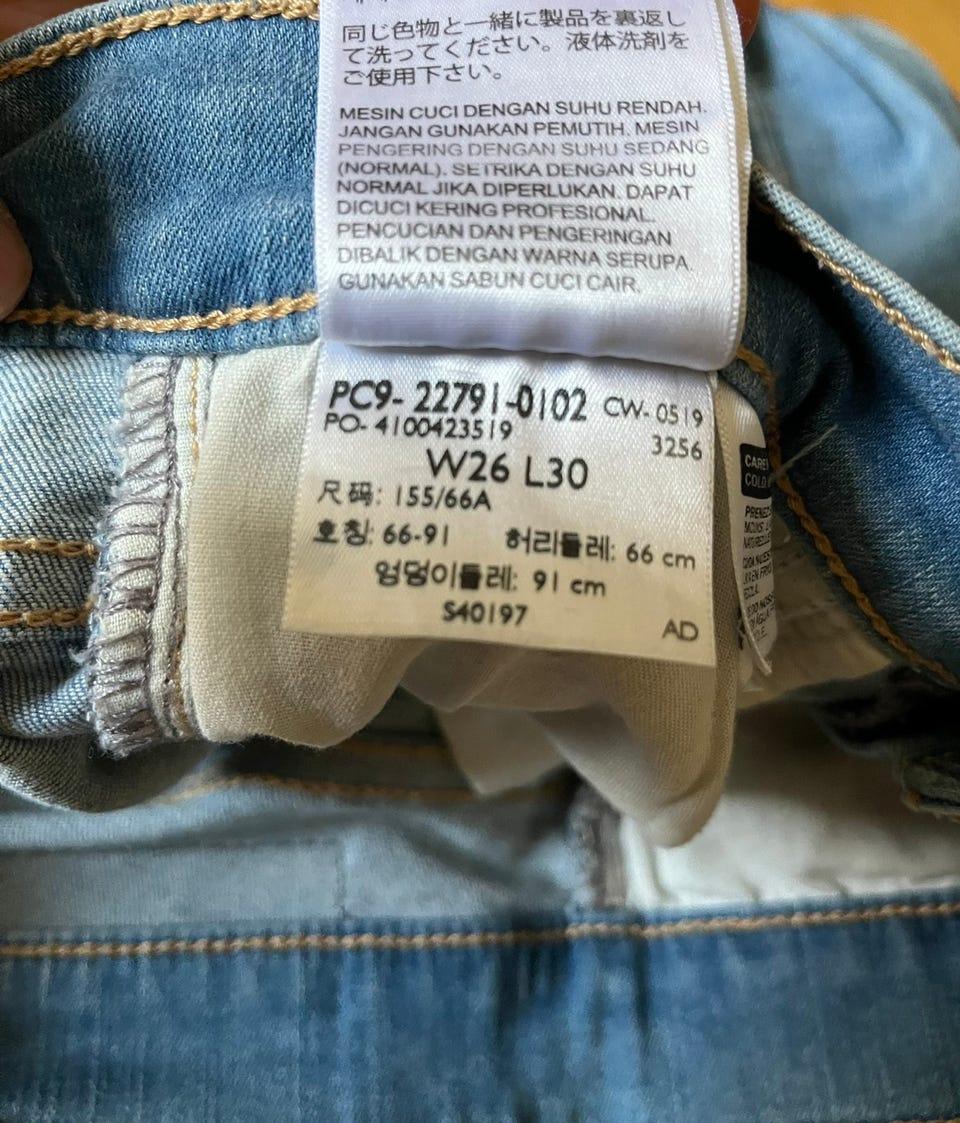 同じ色物と一緒に製品を裏返し
て洗ってください。液体洗剤を
ご使用下さい。
MESIN CUCI DENGAN SUHU RENDAH.
JANGAN GUNAKAN PEMUTIH. MESIN
PENGERING DENGAN SUHU SEDANG
(NORMAL). SETRIKA DENGAN SUHU
NORMAL JIKA DIPERLUKAN. DAPAT
DICUCI KERING PROFESIONAL.
PENCUCIAN DAN PENGERINGAN
DIBALIK DENGAN WARNA SERUPA.
GUNAKAN SABUN CUCI CAIR.
PC9- 22791-0102 CW- 0519
PO- 4100423519 3256
W26 L30
尺码: 155/66A
호칭: 66-91 허리둘레: 66 cm
엉덩이둘레: 91 cm
S40197
AD
CARE
COLD